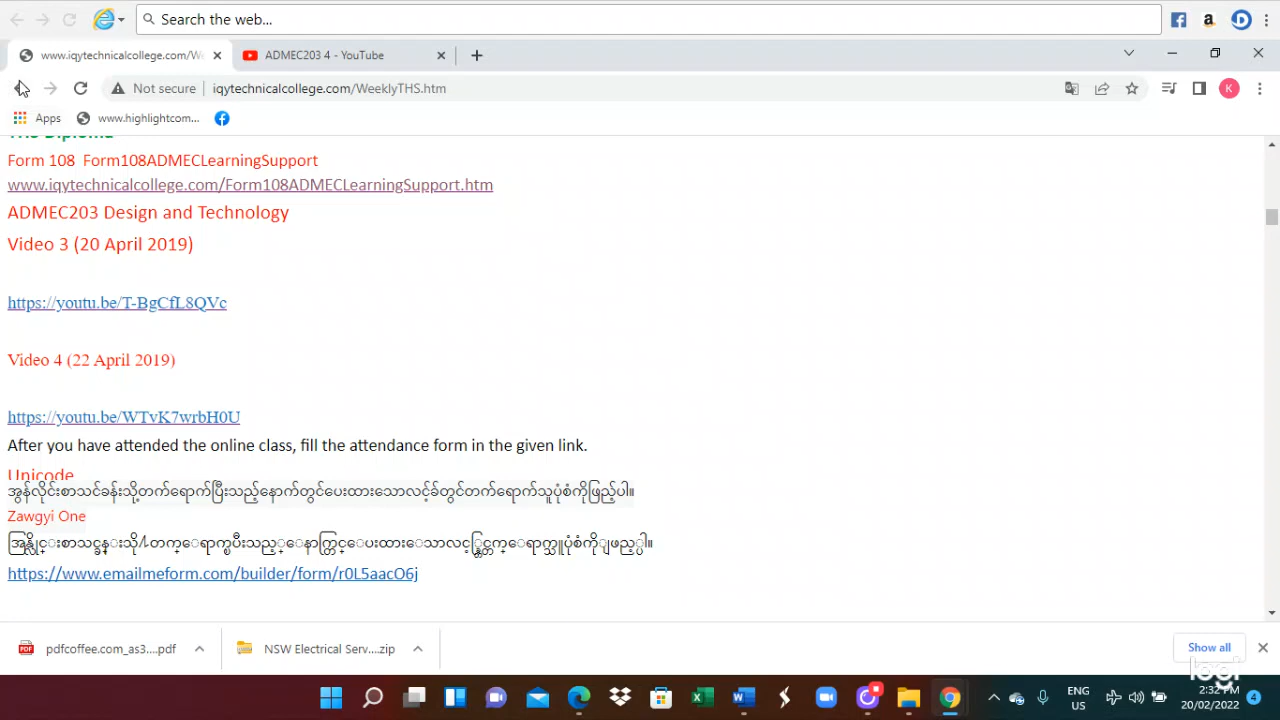 Search the web...
www.iqytechnicalcollege.com/We
ADMEC203 4 - YouTube
Not secure
iqytechnicalcollege.com/WeeklyTHS.htm
K
Apps
www.highlightcom...
THS Diploma
Form 108 Form108ADMECLearningSupport
www.iqytechnicalcollege.com/Form108ADMECLearningSupport.htm
ADMEC203 Design and Technology
Video 3 (20 April 2019)
https://youtu.be/T-BgCfL8QVc
Video 4 (22 April 2019)
https://youtu.be/WTvK7wrbH0U
After you have attended the online class, fill the attendance form in the given link.
Unicode
အွန်လိုင်းစာသင်ခန်းသို့တက်ရောက်ပြီးသည့်နောက်တွင်ပေးထားသောလင့်ခ်တွင်တက်ရောက်သူပုံစံကိုဖြည့်ပါ။
Zawgyi One
https://www.emailmeform.com/builder/form/r0L5aacO6j
pdfcoffee.com_as3....pdf
NSW Electrical Serv....zip
Show all
logi
ENG
US
2:32 PM
20/02/2022
4